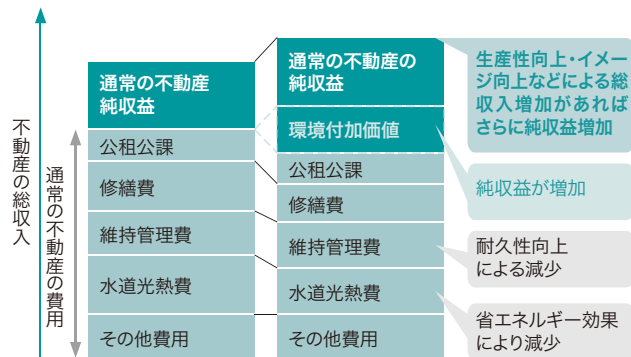 不動産の総収入
通常の不動産の費用
通常の不動産
純収益
公租公課
修繕費
維持管理費
水道光熱費
その他費用
通常の不動産の
純収益
環境付加価値
公租公課
修繕費
維持管理費
水道光熱費
その他費用
生産性向上・イメー
ジ向上などによる総
収入増加があれば
さらに純収益増加
純収益が増加
耐久性向上
による減少
省エネルギー効果
により減少